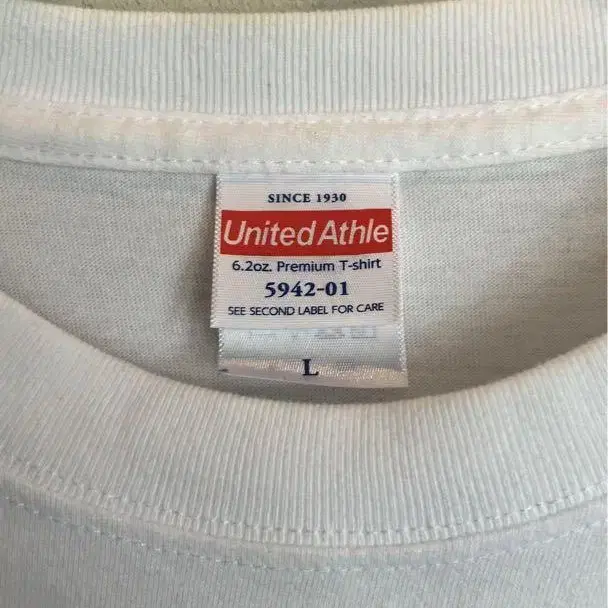 SINCE 1930
United Athle
6.2oz. Premium T-shirt
5942-01
SEE SECOND LABEL FOR CARE
L